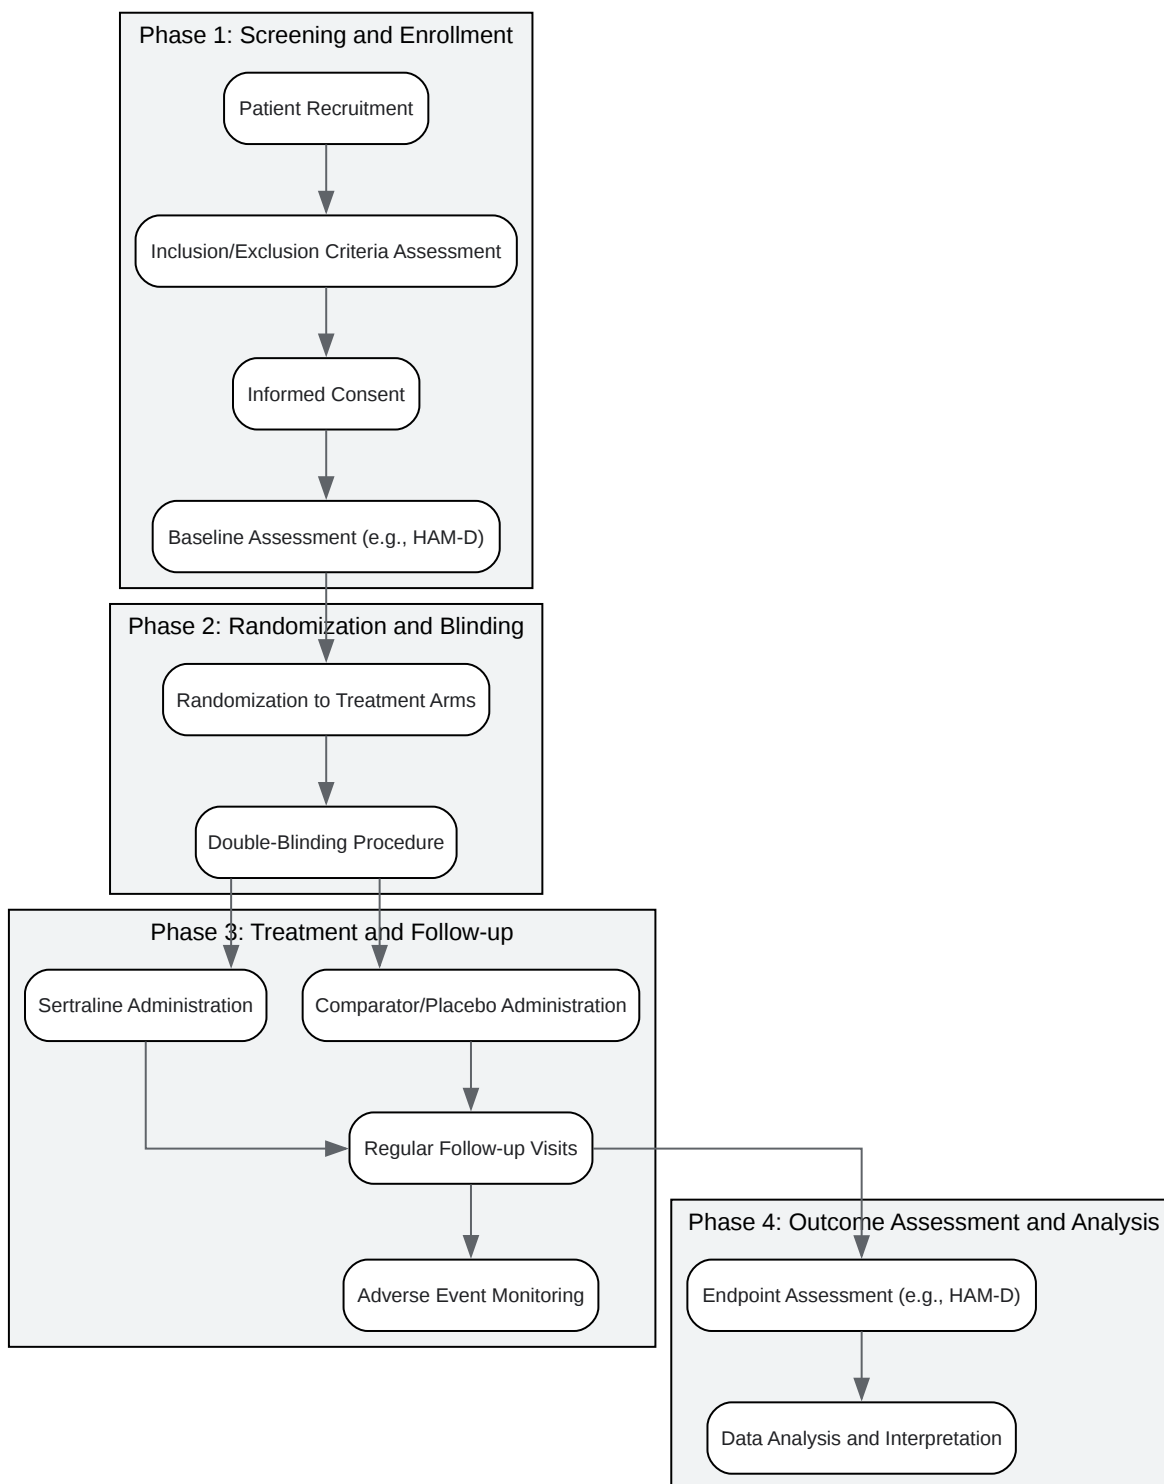 Phase 1: Screening and Enrollment
Patient Recruitment
Inclusion/Exclusion Criteria Assessment
Informed Consent
Baseline Assessment (e.g., HAM-D)
Phase 2: Randomization and Blinding
Randomization to Treatment Arms
Double-Blinding Procedure
Phase 3: Treatment and Follow-up
Sertraline Administration
Comparator/Placebo Administration
Regular Follow-up Visits
Adverse Event Monitoring
Phase 4: Outcome Assessment and Analysis
Endpoint Assessment (e.g., HAM-D)
Data Analysis and Interpretation